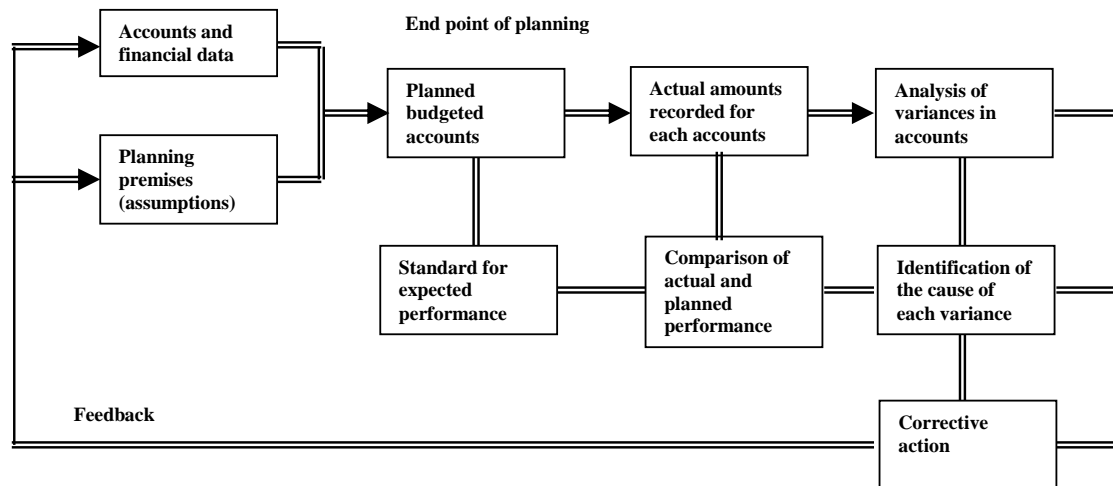 Accounts and
financial data
End point of planning
Planned
budgeted
accounts
Actual amounts
recorded for
each accounts
Analysis of
variances in
accounts
Planning
premises
(assumptions)
Standard for
expected
performance
Comparison of
actual and
planned
performance
Identification of
the cause of
each variance
Feedback
Corrective
action